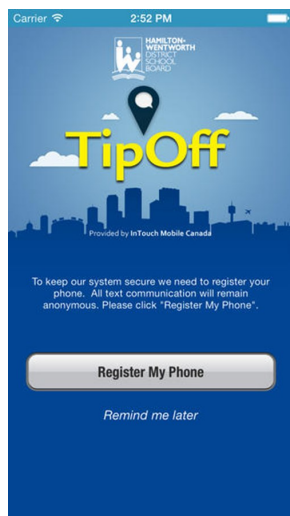 Carrier 2:52 PM
HAMILTON-
WENTWORTH
DISTRICT
SCHOOL
BOARD
TipOff
Provided by InTouch Mobile Canada
To keep our system secure we need to register your
phone. All text communication will remain
anonymous. Please click "Register My Phone".
Register My Phone
Remind me later